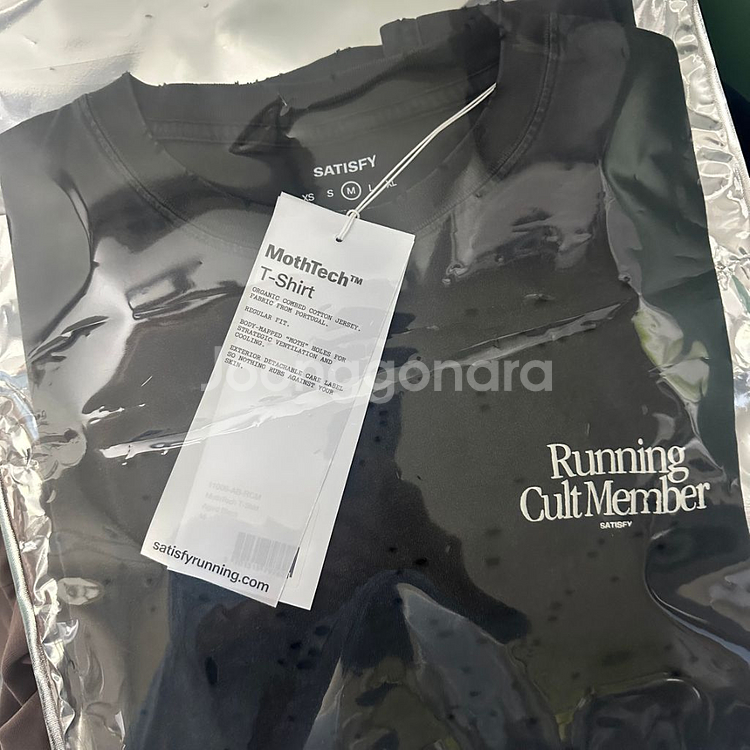 SATISFY
XS S M L XL
MothTech™
T-Shirt
ORGANIC COMBED COTTON JERSEY.
FABRIC FROM PORTUGAL.
REGULAR FIT.
BODY-MAPPED "MOTH" HOLES FOR
STRATEGIC VENTILATION AND
COOLING.
EXTERIOR DETACHABLE CARE LABEL
SO NOTHING RUBS AGAINST YOUR
SKIN.
Joonggonara
Running
Cult Member
SATISFY
satisfyrunning.com